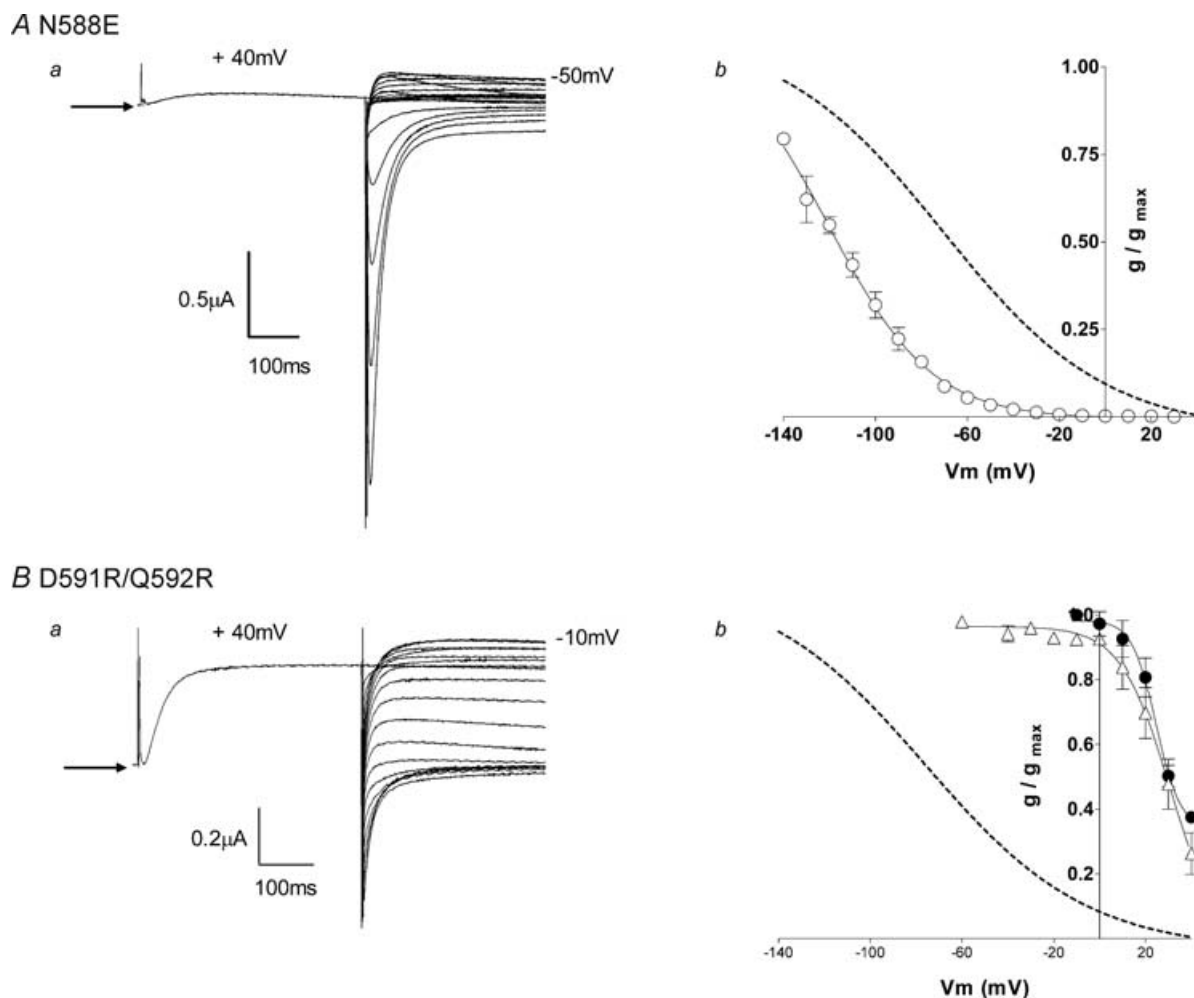 A N588E
a
+ 40mV
-50mV
0.5µA
100ms
b
1.00
0.75
0.50
0.25
g / g max
-140
-100
-60
-20
20
Vm (mV)
B D591R/Q592R
a
+ 40mV
-10mV
0.2µA
100ms
b
0.8
0.6
0.4
0.2
g / g max
-140
-100
-60
-20
20
Vm (mV)